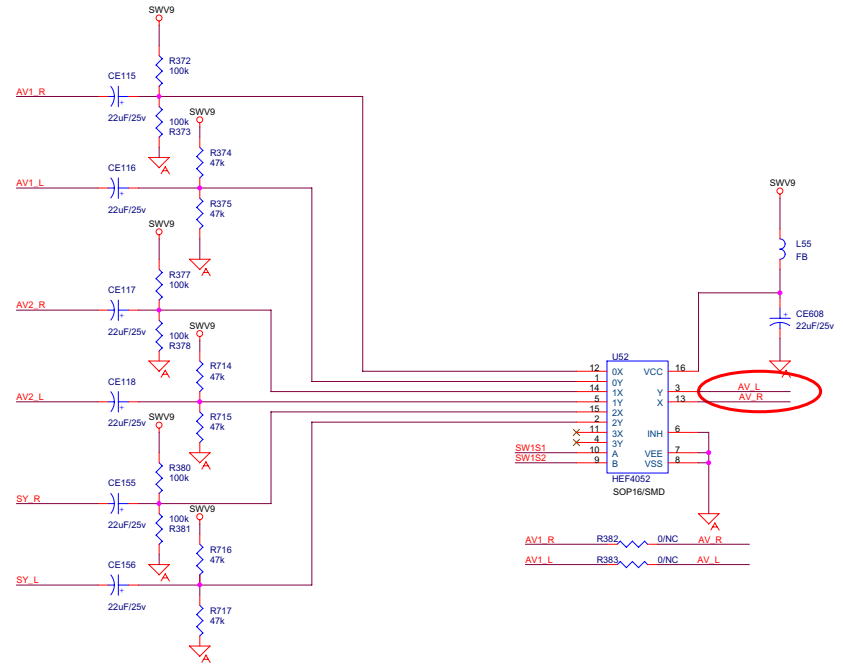 SWV9
R372
100k
CE115
AV1_R
22uF/25v
100k
R373
A
SWV9
R374
47k
CE116
AV1_L
22uF/25v
R375
47k
A
SWV9
R377
100k
CE117
AV2_R
22uF/25v
100k
R378
A
SWV9
R714
47k
CE118
AV2_L
22uF/25v
R715
47k
A
SWV9
R380
100k
CE155
SY_R
22uF/25v
100k
R381
A
SWV9
R716
47k
CE156
SY_L
22uF/25v
R717
47k
A
SWV9
L55
FB
+ CE608
22uF/25v
A
U52
12 0X VCC 16
1 0Y
14 1X Y 3 AV_L
5 1Y X 13 AV_R
15 2X
2 2Y
11 3X INH 6
4 3Y
SW1S1 10 A VEE 7
SW1S2 9 B VSS 8
HEF4052
SOP16/SMD
A
AV1_R R382 0/NC AV_R
AV1_L R383 0/NC AV_L